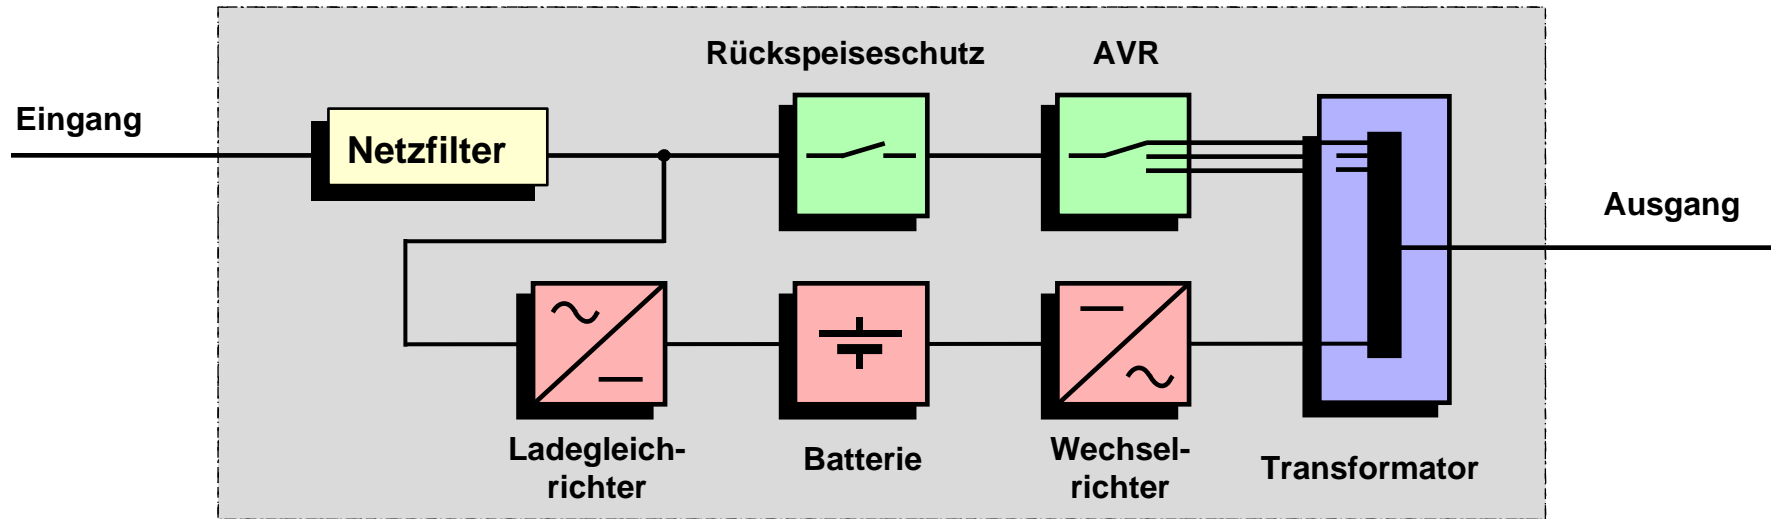 Rückspeiseschutz
AVR
Eingang
Netzfilter
Ausgang
Ladegleich-
richter
Batterie
Wechsel-
richter
Transformator